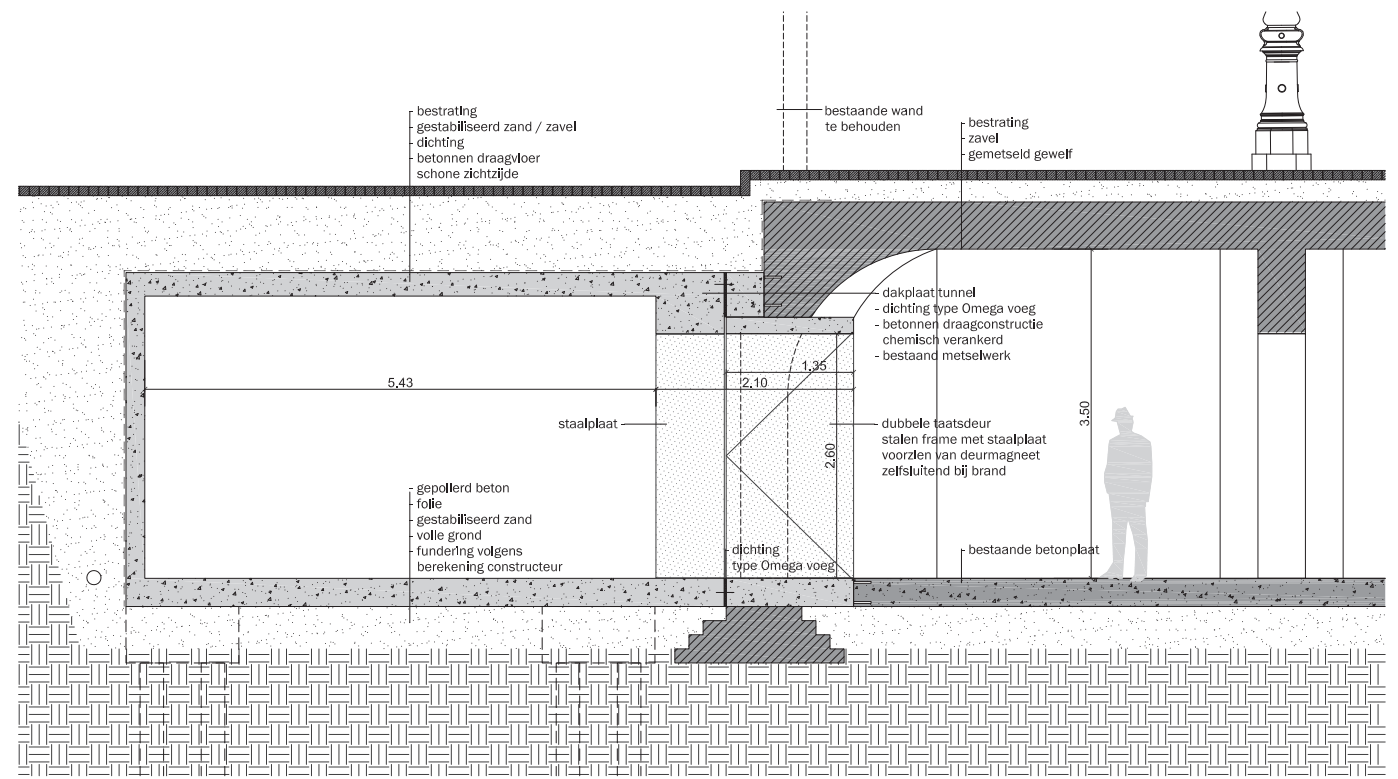 bestrating
gestabiliseerd zand / zavel
dichting
betonnen draagvloer
schone zichtzijde
bestaande wand
te behouden
bestrating
zavel
gemetseld gewelf
dakplaat tunnel
dichting type Omega voeg
betonnen draagconstructie
chemisch verankerd
bestaand metselwerk
1.35
5.43
2.10
3.50
staalplaat
dubbele taatsdeur
stalen frame met staalplaat
voorzien van deurmagneet
zelfsluitend bij brand
2.60
gepolierd beton
folie
gestabiliseerd zand
volle grond
fundering volgens
berekening constructeur
dichting
type Omega voeg
bestaande betonplaat